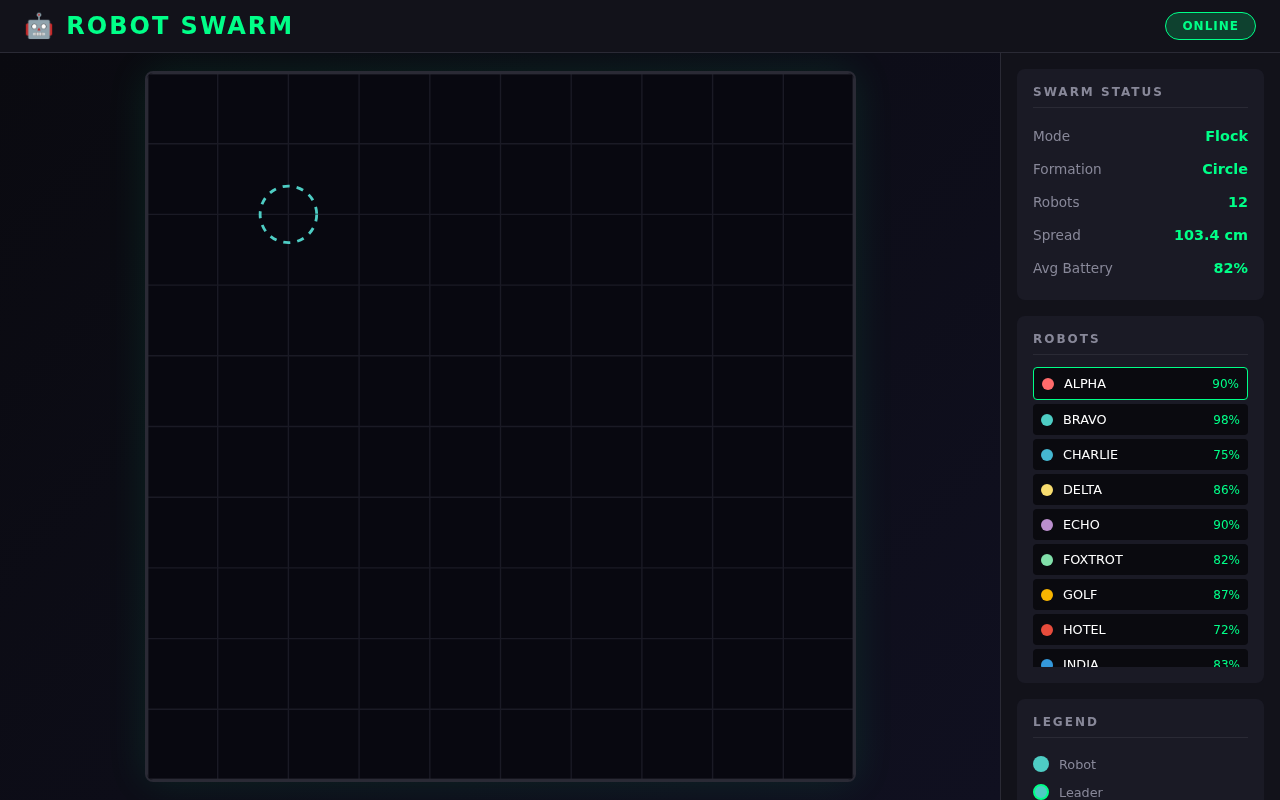 🤖 ROBOT SWARM
ONLINE
SWARM STATUS
Mode Flock
Formation Circle
Robots 12
Spread 103.4 cm
Avg Battery 82%
ROBOTS
ALPHA 90%
BRAVO 98%
CHARLIE 75%
DELTA 86%
ECHO 90%
FOXTROT 82%
GOLF 87%
HOTEL 72%
INDIA 83%
LEGEND
Robot
Leader